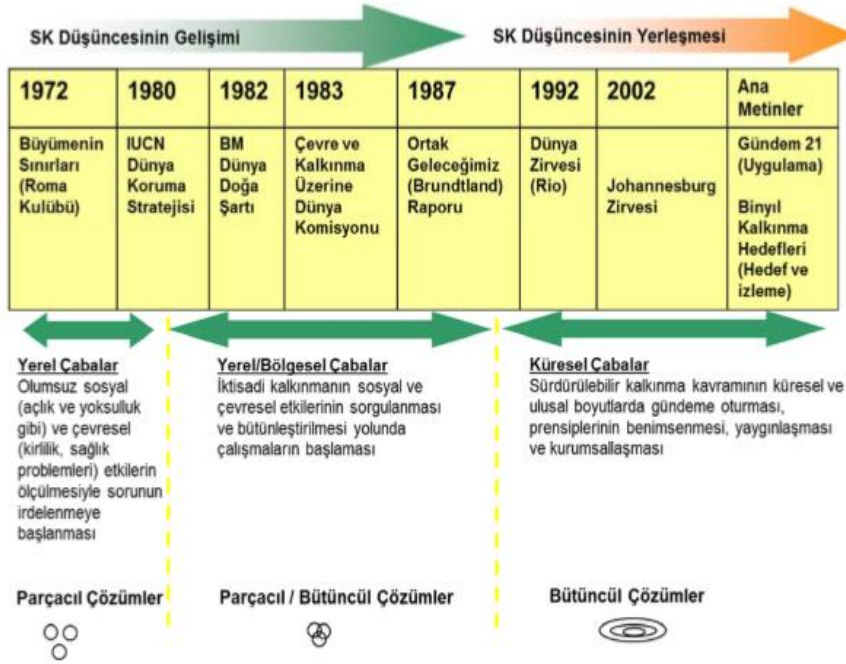 SK Düşüncesinin Gelişimi
SK Düşüncesinin Yerleşmesi
1972
Büyümenin
Sınırları
(Roma
Kulübü)
1980
IUCN
Dünya
Koruma
Stratejisi
1982
BM
Dünya
Doğa
Şartı
1983
Çevre ve
Kalkınma
Üzerine
Dünya
Komisyonu
1987
Ortak
Geleceğimiz
(Brundtland)
Raporu
1992
Dünya
Zirvesi
(Rio)
2002
Johannesburg
Zirvesi
Ana
Metinler
Gündem 21
(Uygulama)
Binyıl
Kalkınma
Hedefleri
(Hedef ve
izleme)
Yerel Çabalar
Olumsuz sosyal
(açlık ve yoksulluk
gibi) ve çevresel
(kirlilik, sağlık
problemleri) etkilerin
ölçülmesiyle sorunun
irdelenmeye
başlanması
Yerel/Bölgesel Çabalar
İktisadi kalkınmanın sosyal ve
çevresel etkilerinin sorgulanması
ve bütünleştirilmesi yolunda
çalışmaların başlaması
Küresel Çabalar
Sürdürülebilir kalkınma kavramının küresel ve
ulusal boyutlarda gündeme oturması,
prensiplerinin benimsenmesi, yaygınlaşması
ve kurumsallaşması
Parçacıl Çözümler
Parçacıl / Bütüncül Çözümler
Bütüncül Çözümler